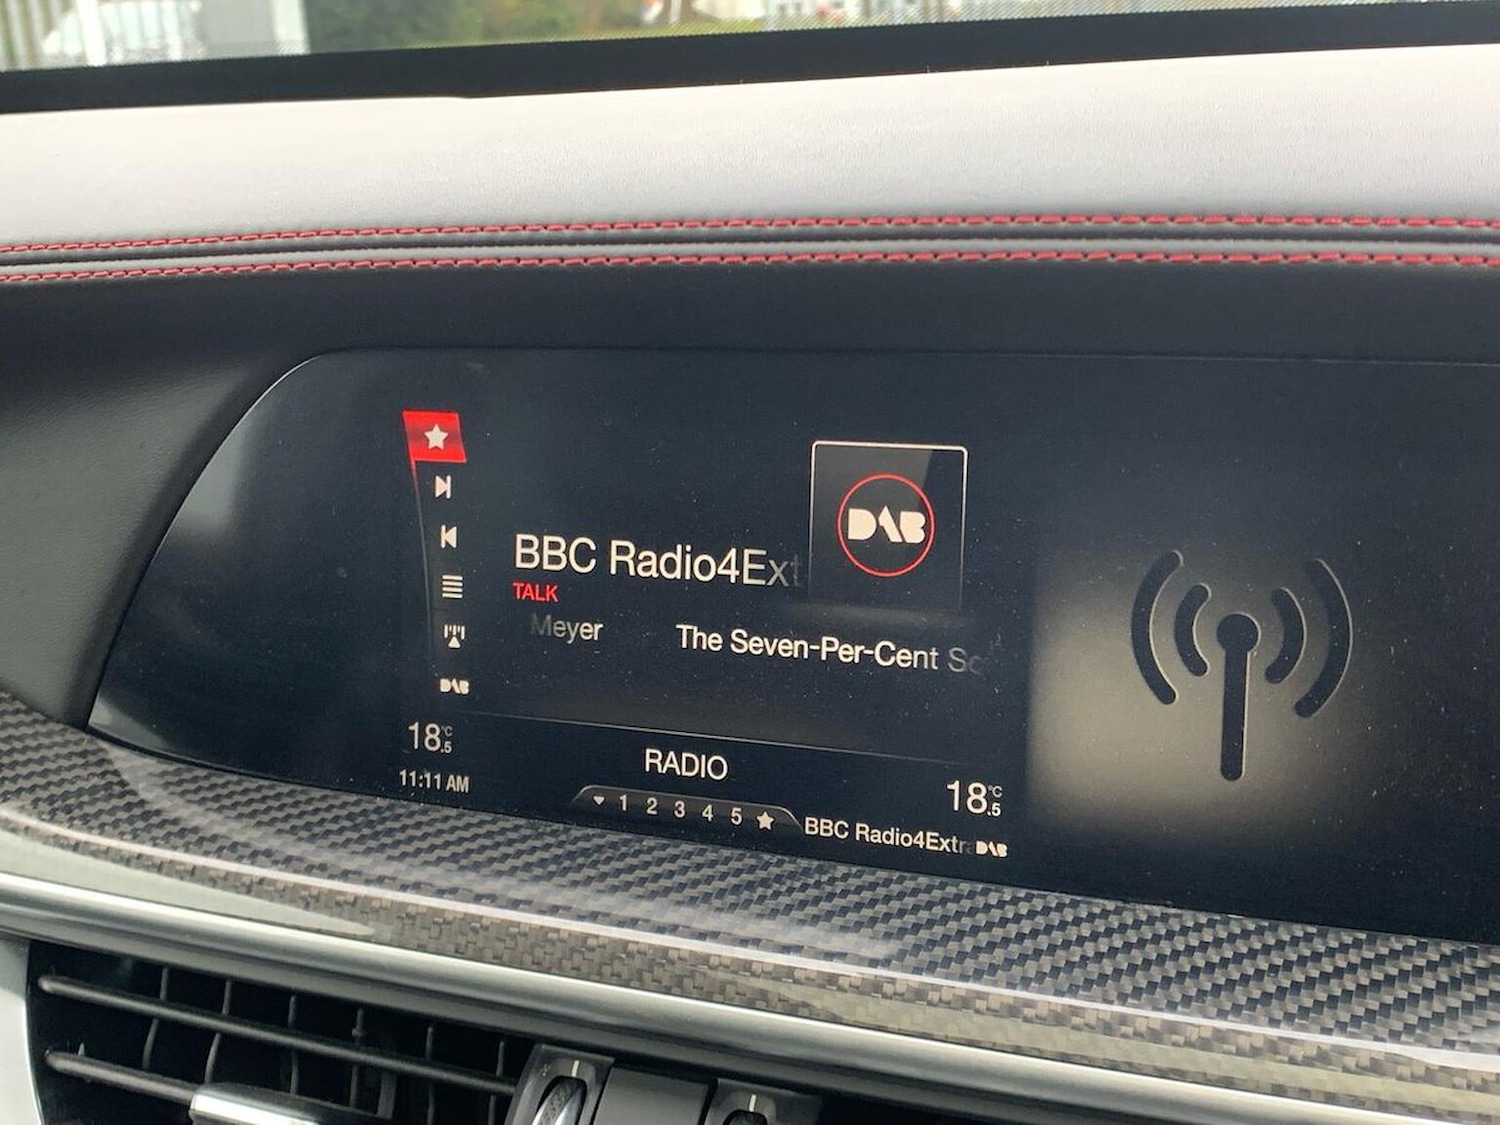 BBC Radio4Ext
DAB
TALK
Meyer The Seven-Per-Cent
DAB
18.5°C
11:11 AM
RADIO
18.5°C
1 2 3 4 5
BBC Radio4Extra DAB